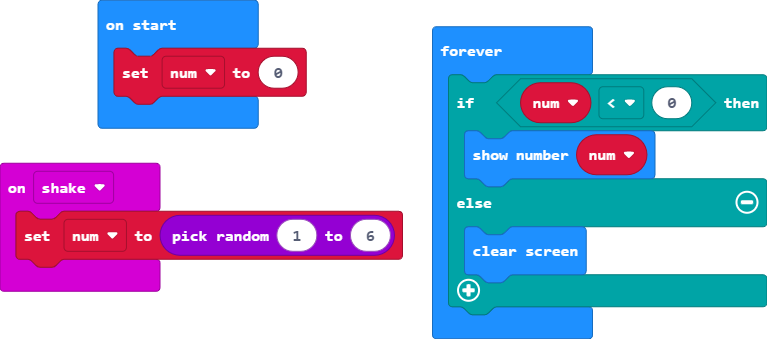 on start
set num to 0
on shake
set num to pick random 1 to 6
forever
if num < 0 then
show number num
else
clear screen